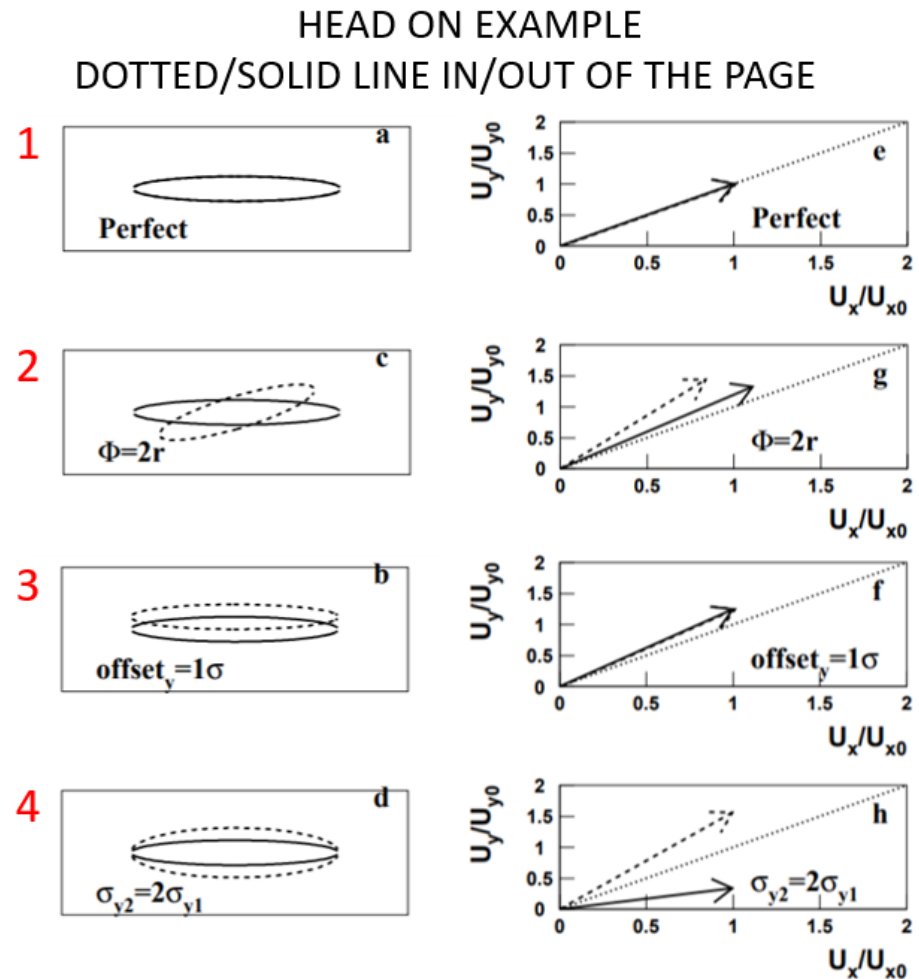 HEAD ON EXAMPLE
DOTTED/SOLID LINE IN/OUT OF THE PAGE
1
a
Perfect
U_y/U_y0
2
1.5
1
0.5
0
e
Perfect
0 0.5 1 1.5 2
U_x/U_x0
2
c
Φ=2r
U_y/U_y0
2
1.5
1
0.5
0
g
Φ=2r
0 0.5 1 1.5 2
U_x/U_x0
3
b
offset_y=1σ
U_y/U_y0
2
1.5
1
0.5
0
f
offset_y=1σ
0 0.5 1 1.5 2
U_x/U_x0
4
d
σ_y2=2σ_y1
U_y/U_y0
2
1.5
1
0.5
0
h
σ_y2=2σ_y1
0 0.5 1 1.5 2
U_x/U_x0